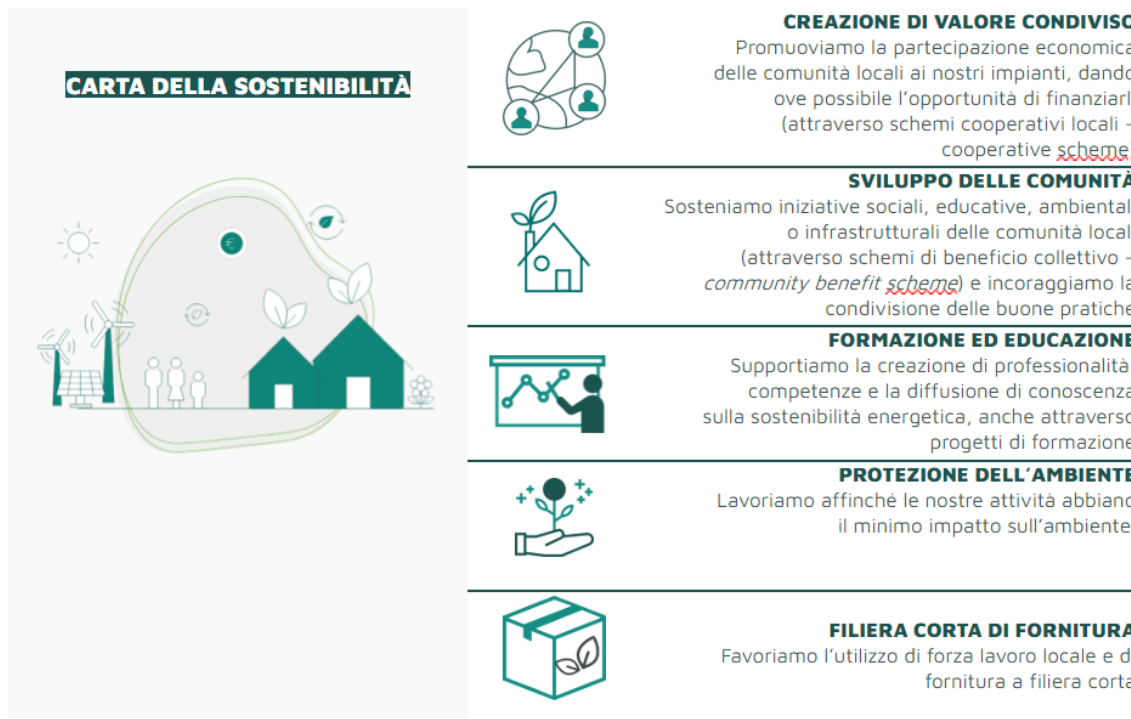 CARTA DELLA SOSTENIBILITÀ
CREAZIONE DI VALORE CONDIVISO
Promuoviamo la partecipazione economica
delle comunità locali ai nostri impianti, dando
ove possibile l'opportunità di finanziarl
(attraverso schemi cooperativi locali -
cooperative scheme)
SVILUPPO DELLE COMUNITÀ
Sosteniamo iniziative sociali, educative, ambiental
o infrastrutturali delle comunità local
(attraverso schemi di beneficio collettivo -
community benefit scheme) e incoraggiamo la
condivisione delle buone pratiche
FORMAZIONE ED EDUCAZIONE
Supportiamo la creazione di professionalità
competenze e la diffusione di conoscenza
sulla sostenibilità energetica, anche attraverso
progetti di formazione
PROTEZIONE DELL'AMBIENTE
Lavoriamo affinché le nostre attività abbiano
il minimo impatto sull'ambiente
FILIERA CORTA DI FORNITURA
Favoriamo l'utilizzo di forza lavoro locale e d
fornitura a filiera corta
€